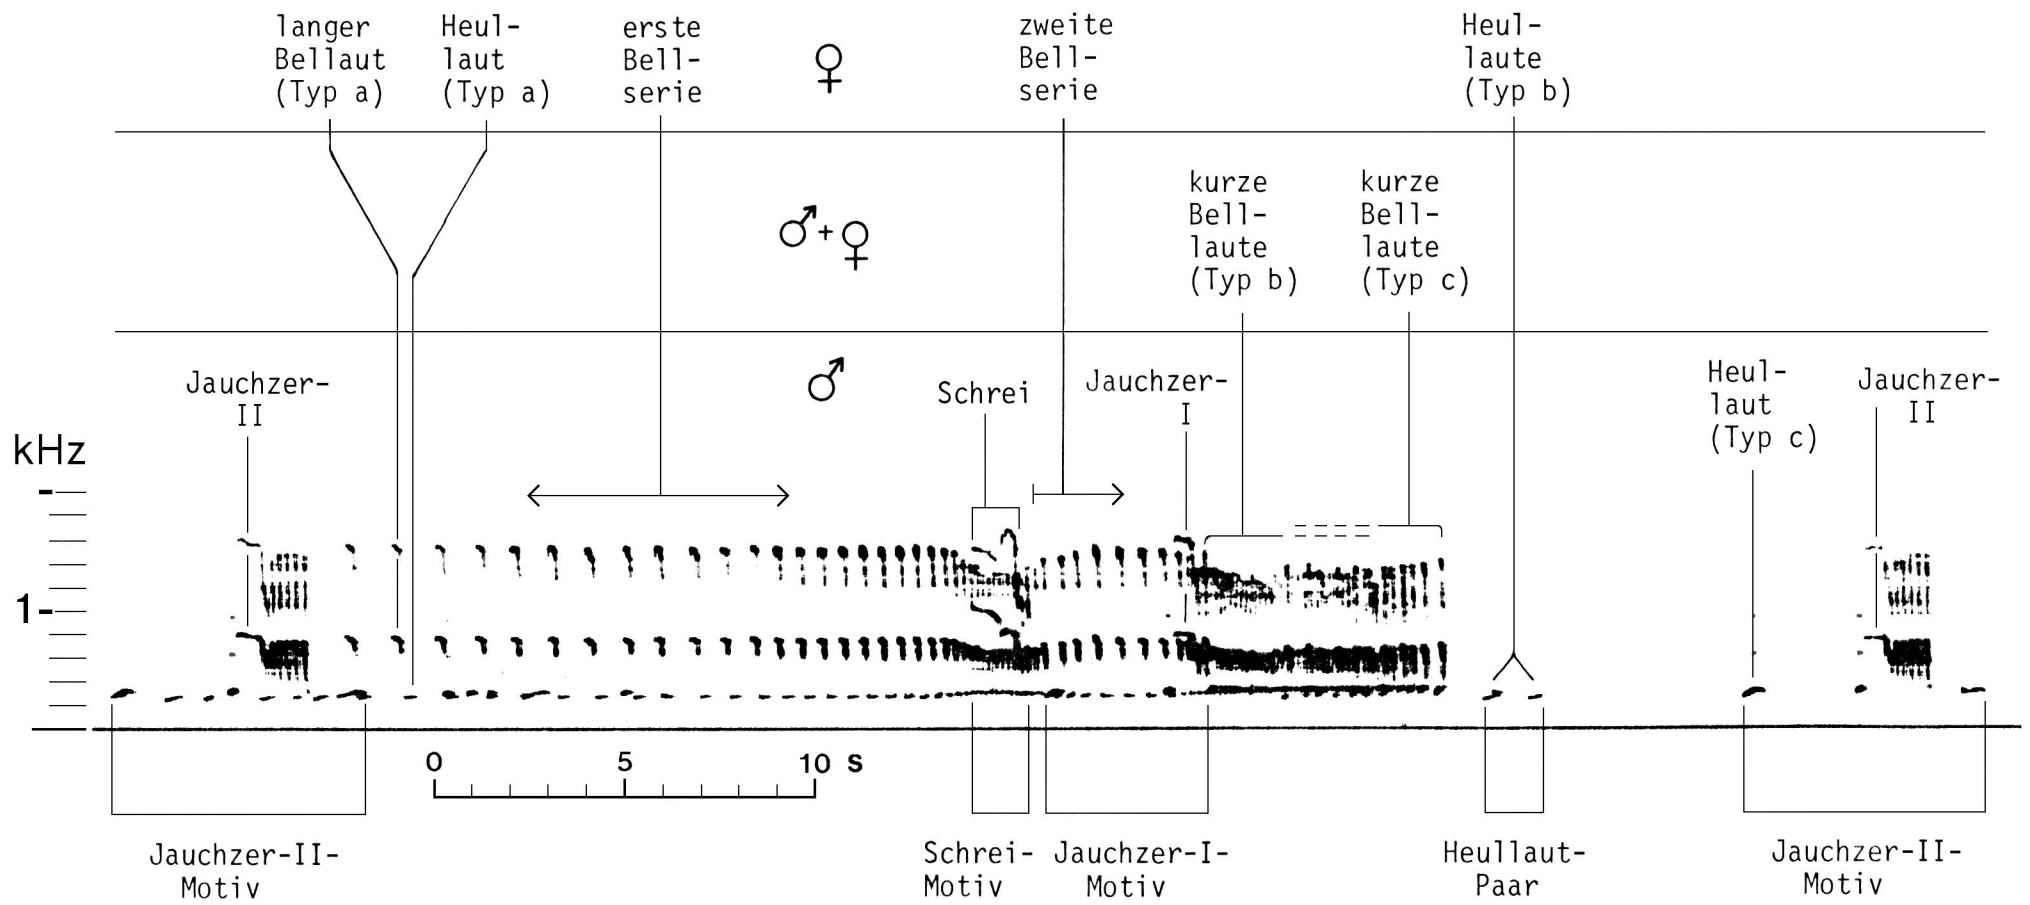 langer
Bellaut
(Typ a)
Heul-
laut
(Typ a)
erste
Bell-
serie
♀
zweite
Bell-
serie
Heul-
laute
(Typ b)
♂+♀
kurze
Bell-
laute
(Typ b)
kurze
Bell-
laute
(Typ c)
Jauchzer-
II
♂
Schrei
Jauchzer-
I
Heul-
laut
(Typ c)
Jauchzer-
II
kHz
1-
0 5 10 s
Jauchzer-II-
Motiv
Schrei-
Motiv
Jauchzer-I-
Motiv
Heullaut-
Paar
Jauchzer-II-
Motiv